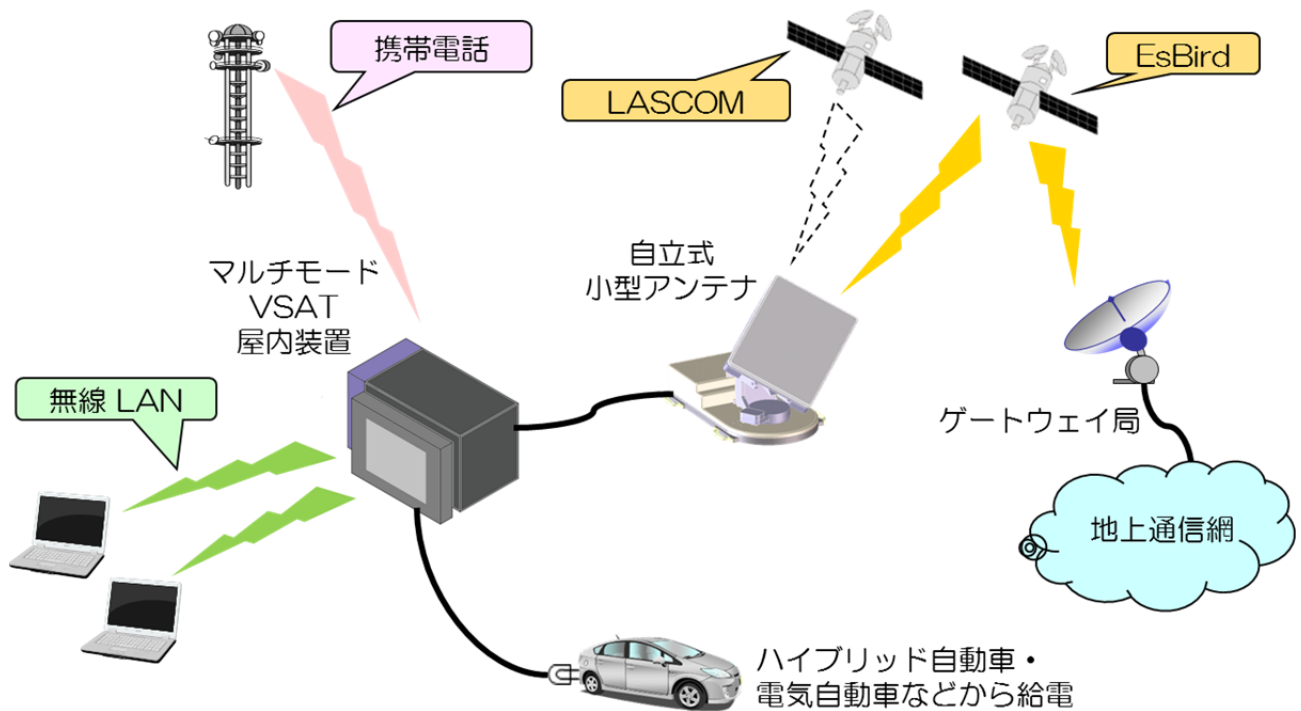 携帯電話
LASCOM
EsBird
マルチモード
VSAT
屋内装置
自立式
小型アンテナ
無線 LAN
ゲートウェイ局
地上通信網
ハイブリッド自動車・
電気自動車などから給電